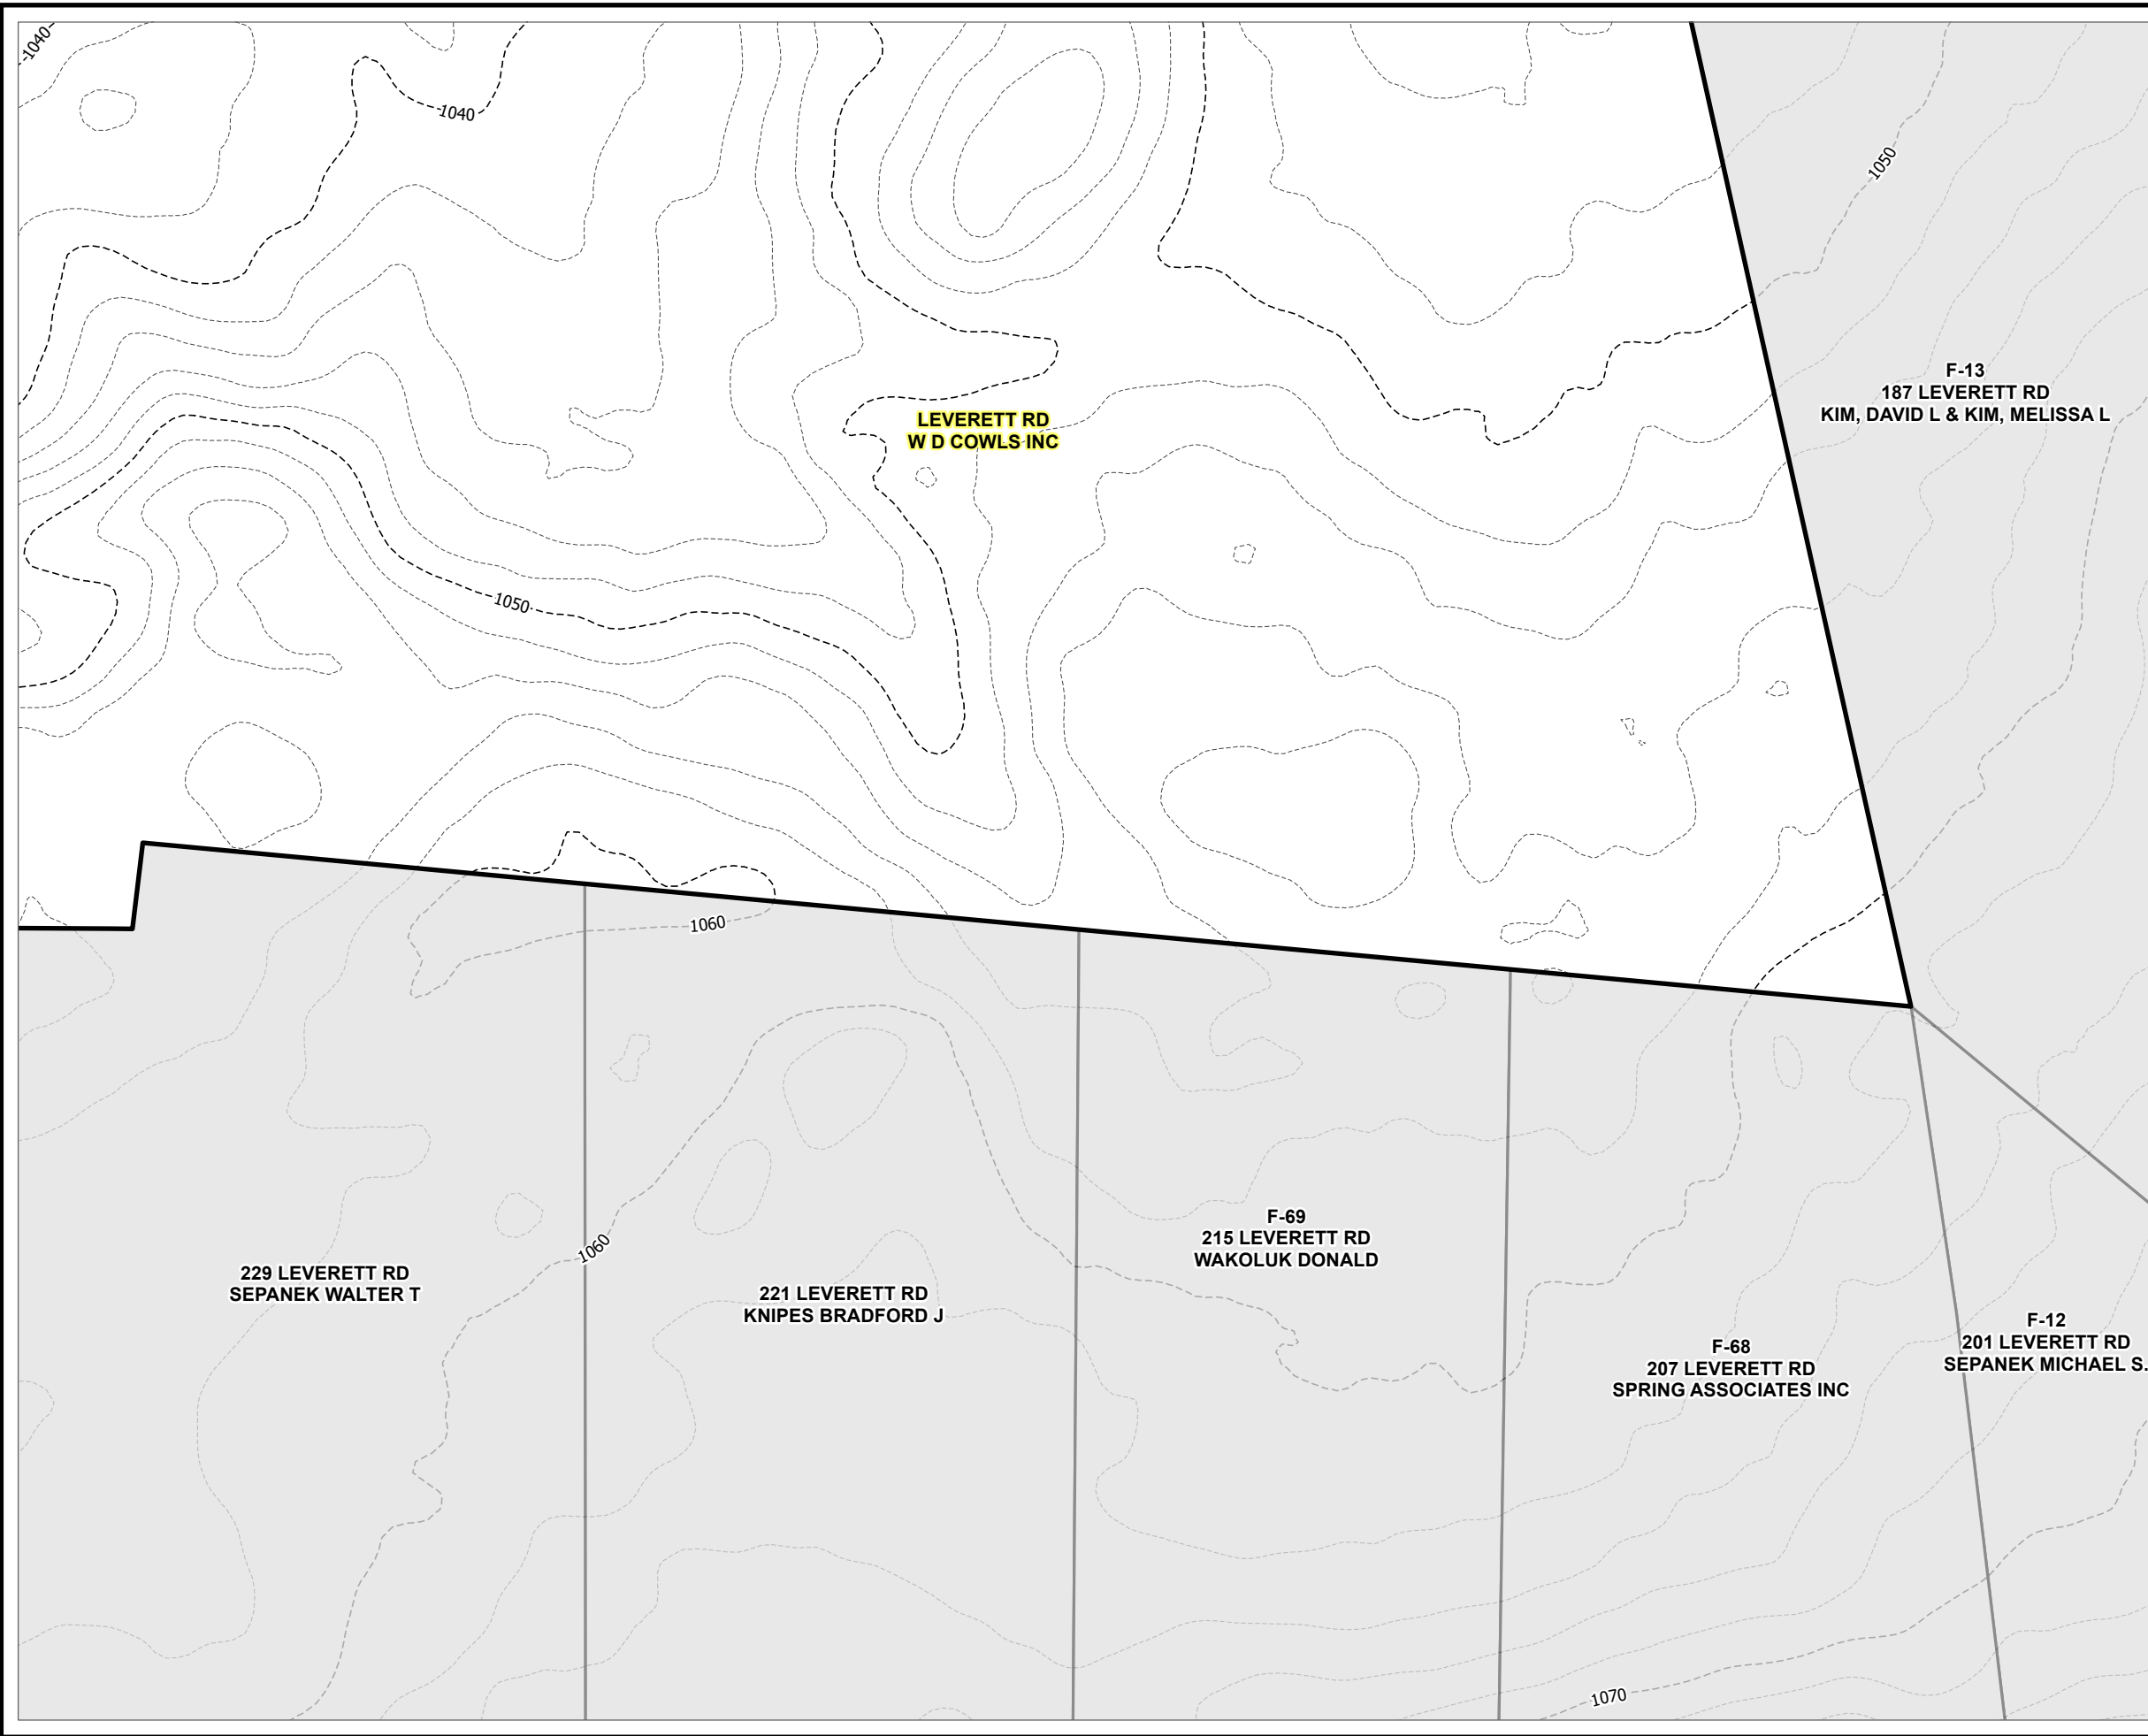 1040
1040
1050
F-13
187 LEVERETT RD
KIM, DAVID L & KIM, MELISSA L
LEVERETT RD
W D COWLS INC
1050
1060
F-69
215 LEVERETT RD
WAKOLUK DONALD
1060
229 LEVERETT RD
SEPANEK WALTER T
221 LEVERETT RD
KNIPES BRADFORD J
F-68
207 LEVERETT RD
SPRING ASSOCIATES INC
F-12
201 LEVERETT RD
SEPANEK MICHAEL S.
1070